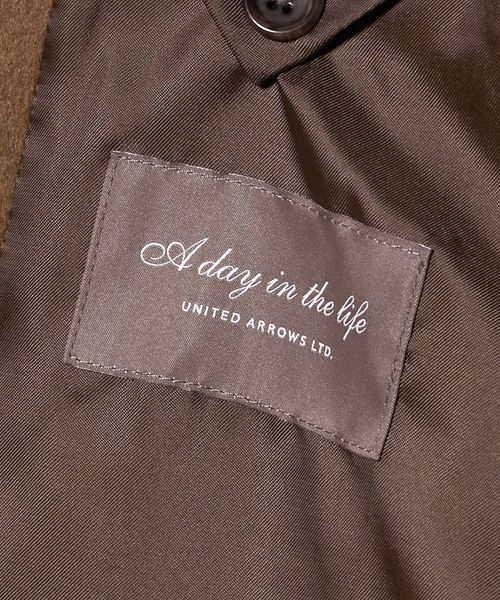 A day in the life
UNITED ARROWS LTD.